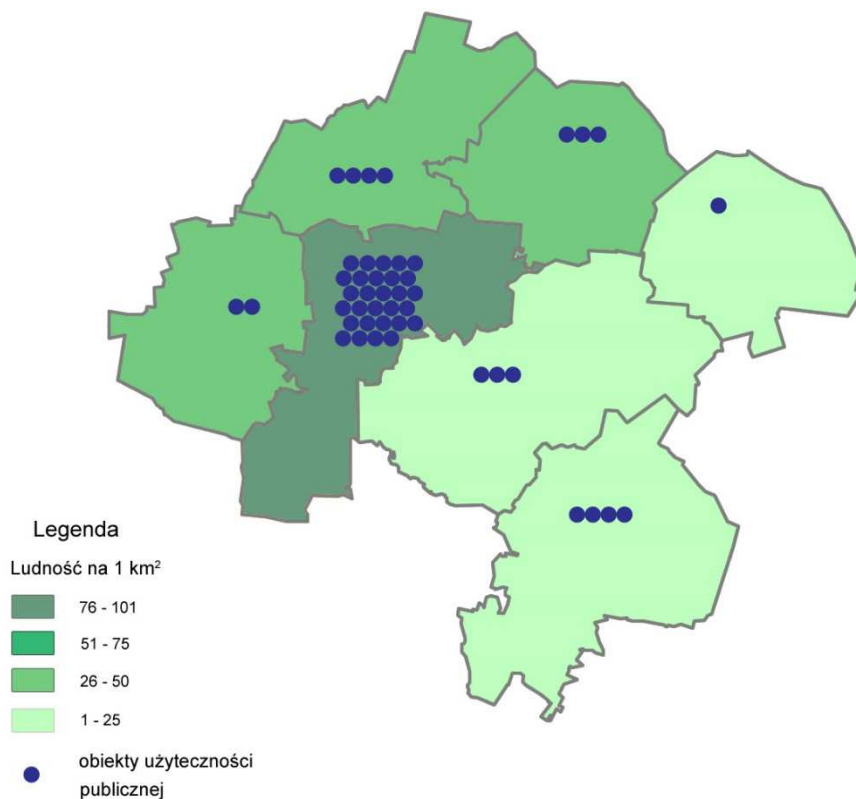 Legenda
Ludność na 1 km²
76 - 101
51 - 75
26 - 50
1 - 25
obiekty użyteczności
publicznej